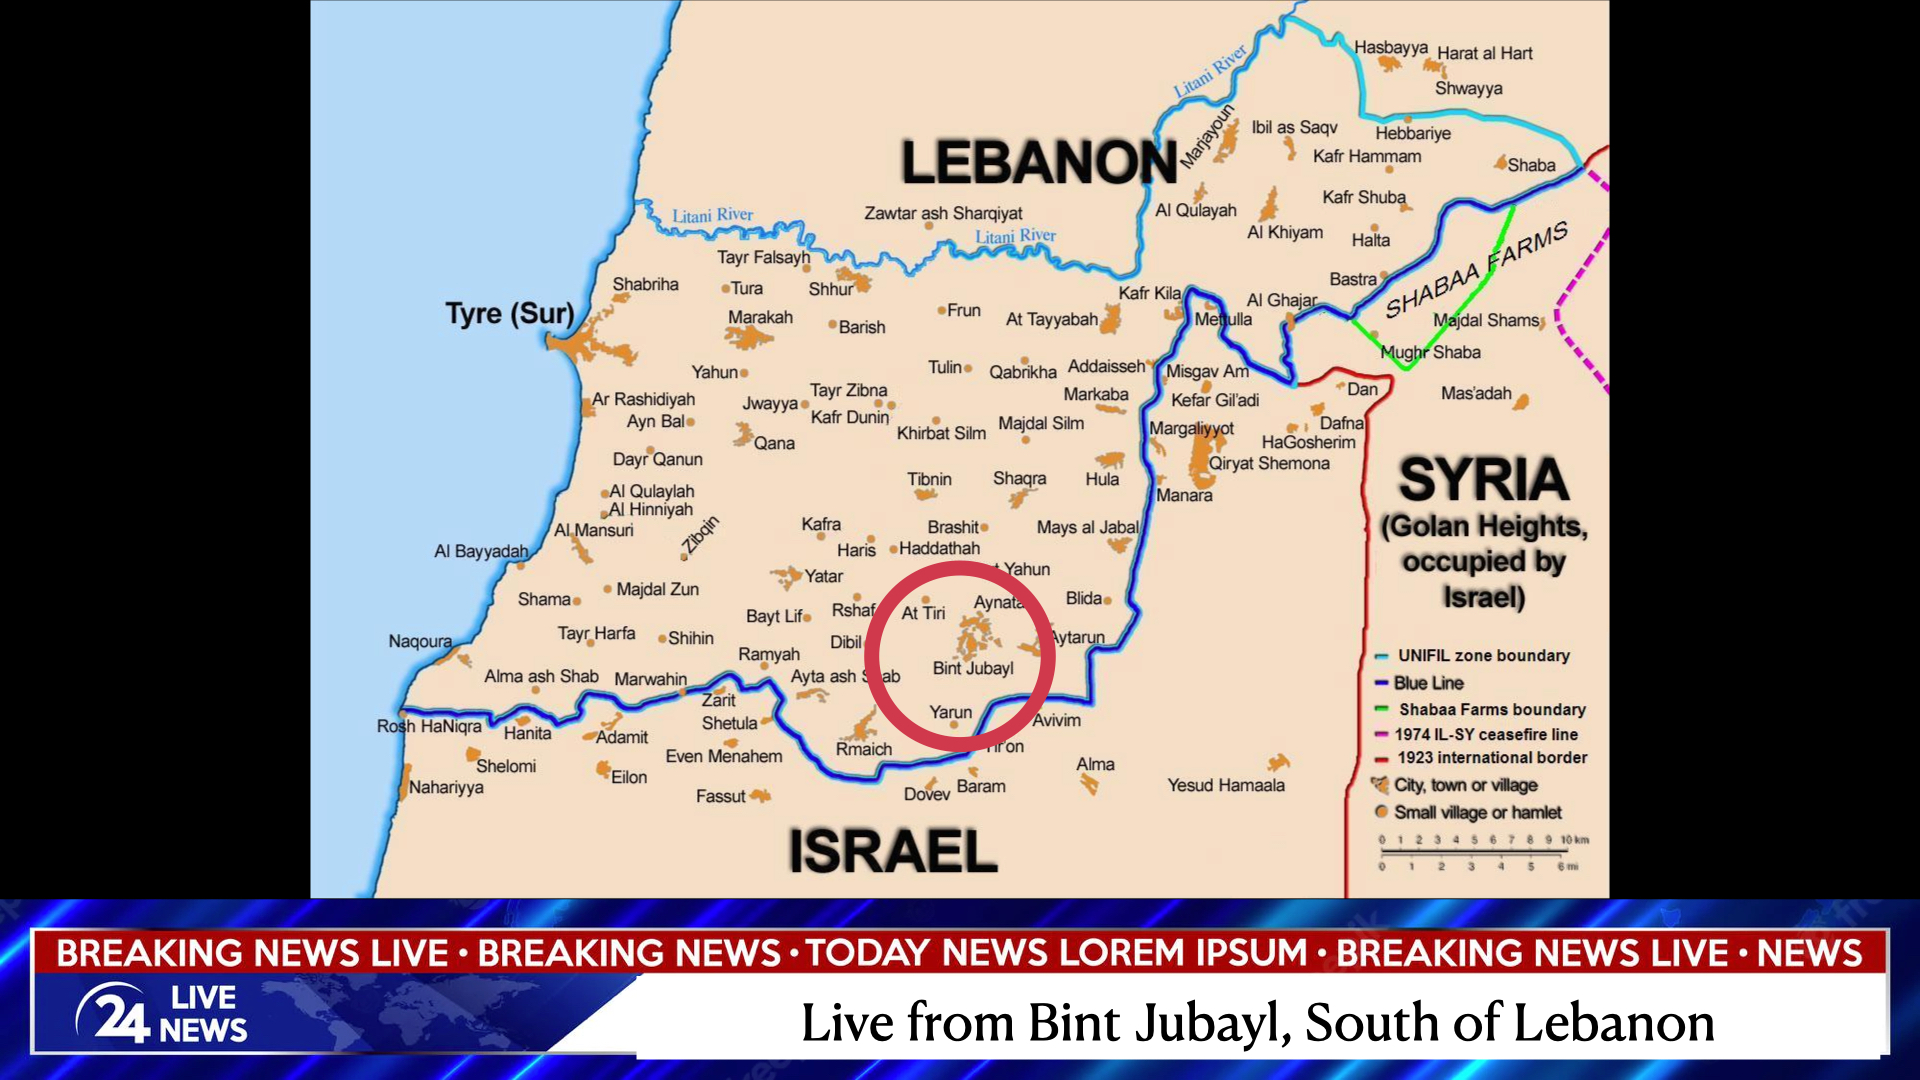 Hasbayya
Harat al Hart
Shwayya
Litani River
Marjayoun
Ibil as Saqv
Hebbariye
Kafr Hammam
Shaba
LEBANON
Kafr Shuba
Al Qulayah
Al Khiyam
Halta
Zawtar ash Sharqiyat
Litani River
Litani River
Tayr Falsayh
Shabriha
Tura
Shhur
Bastra
SHABAA FARMS
Kafr Kila
Al Ghajar
Tyre (Sur)
Marakah
Barish
Frun
At Tayyabah
Metulla
Majdal Shams
Mughr Shaba
Yahun
Tulin
Qabrikha
Addaisseh
Misgav Am
Ar Rashidiyah
Jwayya
Tayr Zibna
Markaba
Kefar Gil'adi
Dan
Mas'adah
Ayn Bal
Kafr Dunin
Khirbat Silm
Majdal Silm
Margaliyyot
Dafna
HaGosherim
Qana
Dayr Qanun
Qiryat Shemona
Tibnin
Shaqra
Hula
Manara
SYRIA
(Golan Heights,
occupied by
Israel)
Al Qulaylah
Al Hinniyah
Al Mansuri
Zibqin
Kafra
Brashit
Mays al Jabal
Al Bayyadah
Haris
Haddathah
t Yahun
Yatar
Majdal Zun
Shama
Bayt Lif
Rshaf
At Tiri
Aynata
Blida
Naqoura
Tayr Harfa
Shihin
Dibil
Aytarun
Ramyah
Bint Jubayl
Alma ash Shab
Marwahin
Ayta ash Shab
Zarit
Yarun
Avivim
Rosh HaNiqra
Hanita
Adamit
Shetula
Rmaich
Tir'on
Even Menahem
Shelomi
Eilon
Nahariyya
Fassut
Dovev
Baram
Alma
Yesud Hamaala
ISRAEL
UNIFIL zone boundary
Blue Line
Shabaa Farms boundary
1974 IL-SY ceasefire line
1923 international border
City, town or village
Small village or hamlet
0 1 2 3 4 5 6 7 8 9 10 km
0 1 2 3 4 5 6 mi
BREAKING NEWS LIVE • BREAKING NEWS • TODAY NEWS LOREM IPSUM • BREAKING NEWS LIVE • NEWS
24 LIVE
NEWS
Live from Bint Jubayl, South of Lebanon